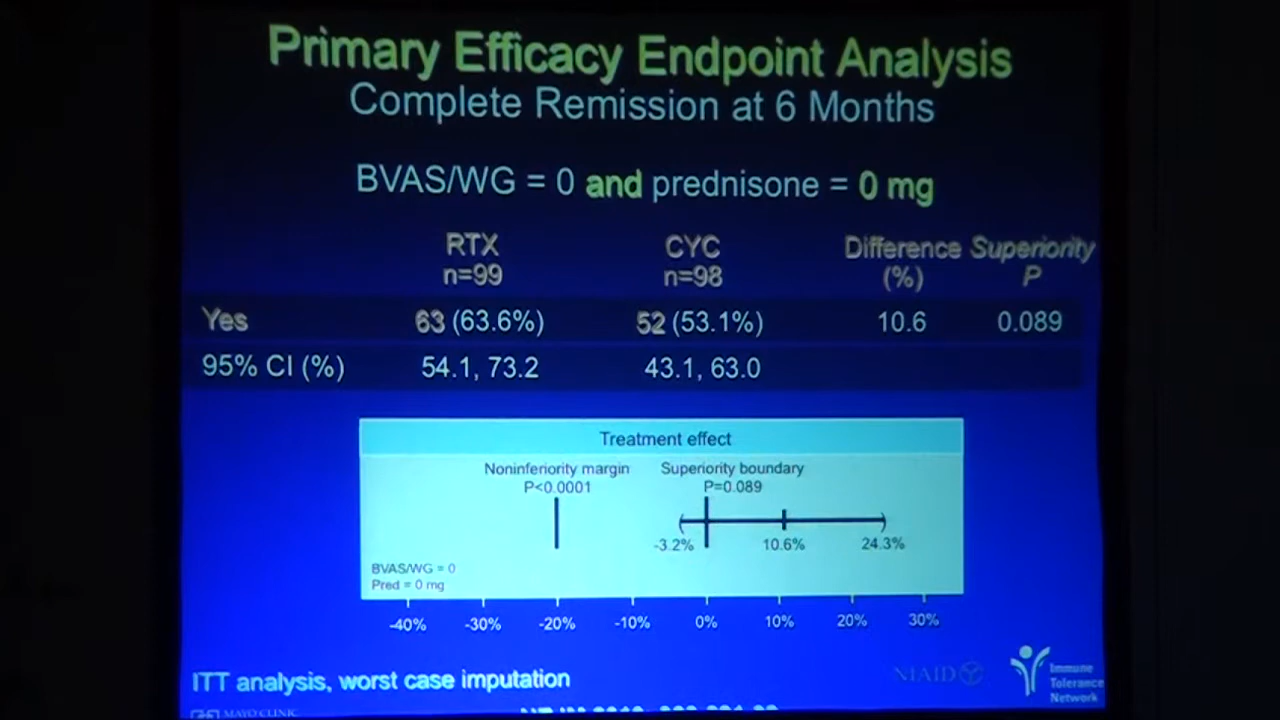 Primary Efficacy Endpoint Analysis
Complete Remission at 6 Months
BVAS/WG = 0 and prednisone = 0 mg
RTX n=99 CYC n=98 Difference (%) Superiority P
Yes 63 (63.6%) 52 (53.1%) 10.6 0.089
95% CI (%) 54.1, 73.2 43.1, 63.0
Treatment effect
Noninferiority margin Superiority boundary
P<0.0001 P=0.089
-3.2% 10.6% 24.3%
BVAS/WG = 0
Pred = 0 mg
-40% -30% -20% -10% 0% 10% 20% 30%
ITT analysis, worst case imputation
NIAID
Immune
Tolerance
Network
MAYO CLINIC